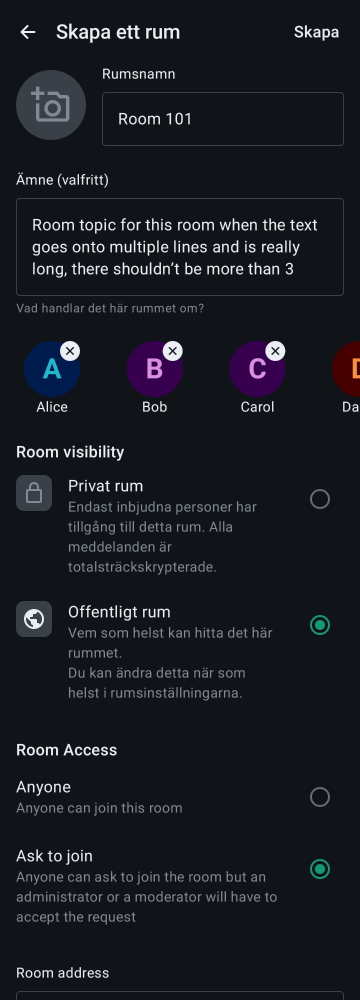 Skapa ett rum
Skapa
Rumsnamn
Room 101
Ämne (valfritt)
Room topic for this room when the text
goes onto multiple lines and is really
long, there shouldn’t be more than 3
Vad handlar det här rummet om?
A
B
C
D
Alice
Bob
Carol
Da
Room visibility
Privat rum
Endast inbjudna personer har
tillgång till detta rum. Alla
meddelanden är
totalsträckskrypterade.
Offentligt rum
Vem som helst kan hitta det här
rummet.
Du kan ändra detta när som
helst i rumsinställningarna.
Room Access
Anyone
Anyone can join this room
Ask to join
Anyone can ask to join the room but an
administrator or a moderator will have to
accept the request
Room address